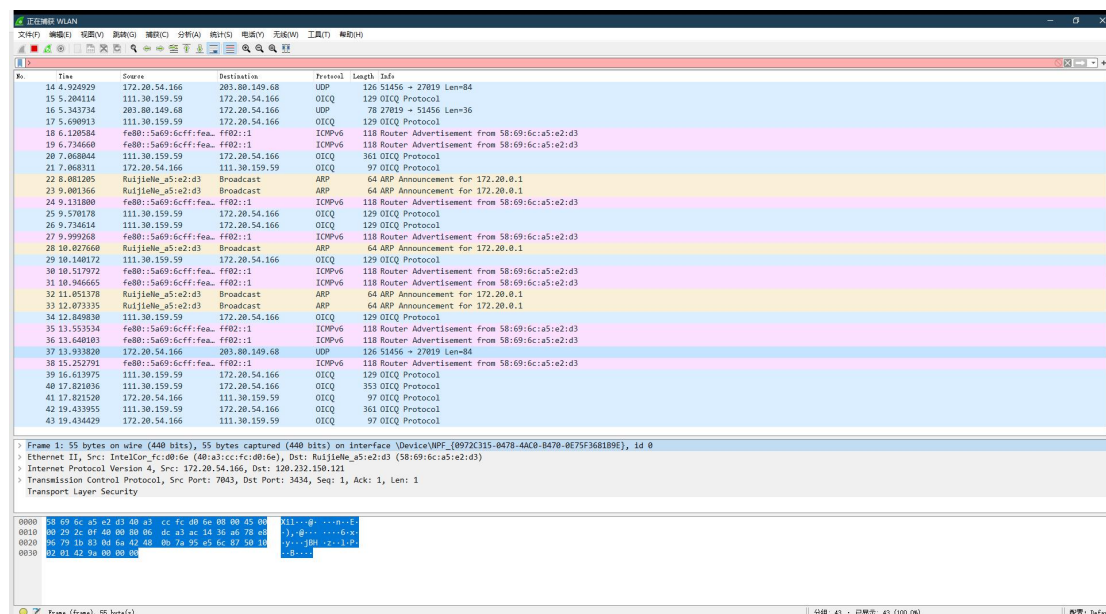 正在捕获 WLAN
文件(F) 编辑(E) 视图(V) 跳转(G) 捕获(C) 分析(A) 统计(S) 电话(Y) 无线(W) 工具(T) 帮助(H)
No. Time Source Destination Protocol Length Info
14 4.924929 172.20.54.166 203.80.149.68 UDP 126 51456 → 27019 Len=84
15 5.204114 111.30.159.59 172.20.54.166 OICQ 129 OICQ Protocol
16 5.343734 203.80.149.68 172.20.54.166 UDP 78 27019 → 51456 Len=36
17 5.690913 111.30.159.59 172.20.54.166 OICQ 129 OICQ Protocol
18 6.120584 fe80::5a69:6cff:fea… ff02::1 ICMPv6 118 Router Advertisement from 58:69:6c:a5:e2:d3
19 6.734660 fe80::5a69:6cff:fea… ff02::1 ICMPv6 118 Router Advertisement from 58:69:6c:a5:e2:d3
20 7.068044 111.30.159.59 172.20.54.166 OICQ 361 OICQ Protocol
21 7.068311 172.20.54.166 111.30.159.59 OICQ 97 OICQ Protocol
22 8.081205 RuijieNe_a5:e2:d3 Broadcast ARP 64 ARP Announcement for 172.20.0.1
23 9.001366 RuijieNe_a5:e2:d3 Broadcast ARP 64 ARP Announcement for 172.20.0.1
24 9.131800 fe80::5a69:6cff:fea… ff02::1 ICMPv6 118 Router Advertisement from 58:69:6c:a5:e2:d3
25 9.570178 111.30.159.59 172.20.54.166 OICQ 129 OICQ Protocol
26 9.734614 111.30.159.59 172.20.54.166 OICQ 129 OICQ Protocol
27 9.999268 fe80::5a69:6cff:fea… ff02::1 ICMPv6 118 Router Advertisement from 58:69:6c:a5:e2:d3
28 10.027660 RuijieNe_a5:e2:d3 Broadcast ARP 64 ARP Announcement for 172.20.0.1
29 10.140172 111.30.159.59 172.20.54.166 OICQ 129 OICQ Protocol
30 10.517972 fe80::5a69:6cff:fea… ff02::1 ICMPv6 118 Router Advertisement from 58:69:6c:a5:e2:d3
31 10.946665 fe80::5a69:6cff:fea… ff02::1 ICMPv6 118 Router Advertisement from 58:69:6c:a5:e2:d3
32 11.051378 RuijieNe_a5:e2:d3 Broadcast ARP 64 ARP Announcement for 172.20.0.1
33 12.073335 RuijieNe_a5:e2:d3 Broadcast ARP 64 ARP Announcement for 172.20.0.1
34 12.849830 111.30.159.59 172.20.54.166 OICQ 129 OICQ Protocol
35 13.553534 fe80::5a69:6cff:fea… ff02::1 ICMPv6 118 Router Advertisement from 58:69:6c:a5:e2:d3
36 13.640103 fe80::5a69:6cff:fea… ff02::1 ICMPv6 118 Router Advertisement from 58:69:6c:a5:e2:d3
37 13.933820 172.20.54.166 203.80.149.68 UDP 126 51456 → 27019 Len=84
38 15.252791 fe80::5a69:6cff:fea… ff02::1 ICMPv6 118 Router Advertisement from 58:69:6c:a5:e2:d3
39 16.613975 111.30.159.59 172.20.54.166 OICQ 129 OICQ Protocol
40 17.821036 111.30.159.59 172.20.54.166 OICQ 353 OICQ Protocol
41 17.821520 172.20.54.166 111.30.159.59 OICQ 97 OICQ Protocol
42 19.433955 111.30.159.59 172.20.54.166 OICQ 361 OICQ Protocol
43 19.434429 172.20.54.166 111.30.159.59 OICQ 97 OICQ Protocol
> Frame 1: 55 bytes on wire (440 bits), 55 bytes captured (440 bits) on interface \Device\NPF_{0972C315-0478-4AC0-B470-0E75F3681B9E}, id 0
> Ethernet II, Src: IntelCor_fc:d0:6e (40:a3:cc:fc:d0:6e), Dst: RuijieNe_a5:e2:d3 (58:69:6c:a5:e2:d3)
> Internet Protocol Version 4, Src: 172.20.54.166, Dst: 120.232.150.121
> Transmission Control Protocol, Src Port: 7043, Dst Port: 3434, Seq: 1, Ack: 1, Len: 1
Transport Layer Security
0000 58 69 6c a5 e2 d3 40 a3 cc fc d0 6e 08 00 45 00 Xil···@· ···n··E·
0010 00 29 2c 0f 40 00 80 06 dc a3 ac 14 36 a6 78 e8 ·),·@··· ····6·x·
0020 96 79 1b 83 0d 6a 42 48 0b 7a 95 e5 6c 87 50 10 ·y···jBH ·z··l·P·
0030 02 01 42 9a 00 00 00 ··B····
Frame (frame), 55 byte(s) 分组: 43 · 已显示: 43 (100.0%)